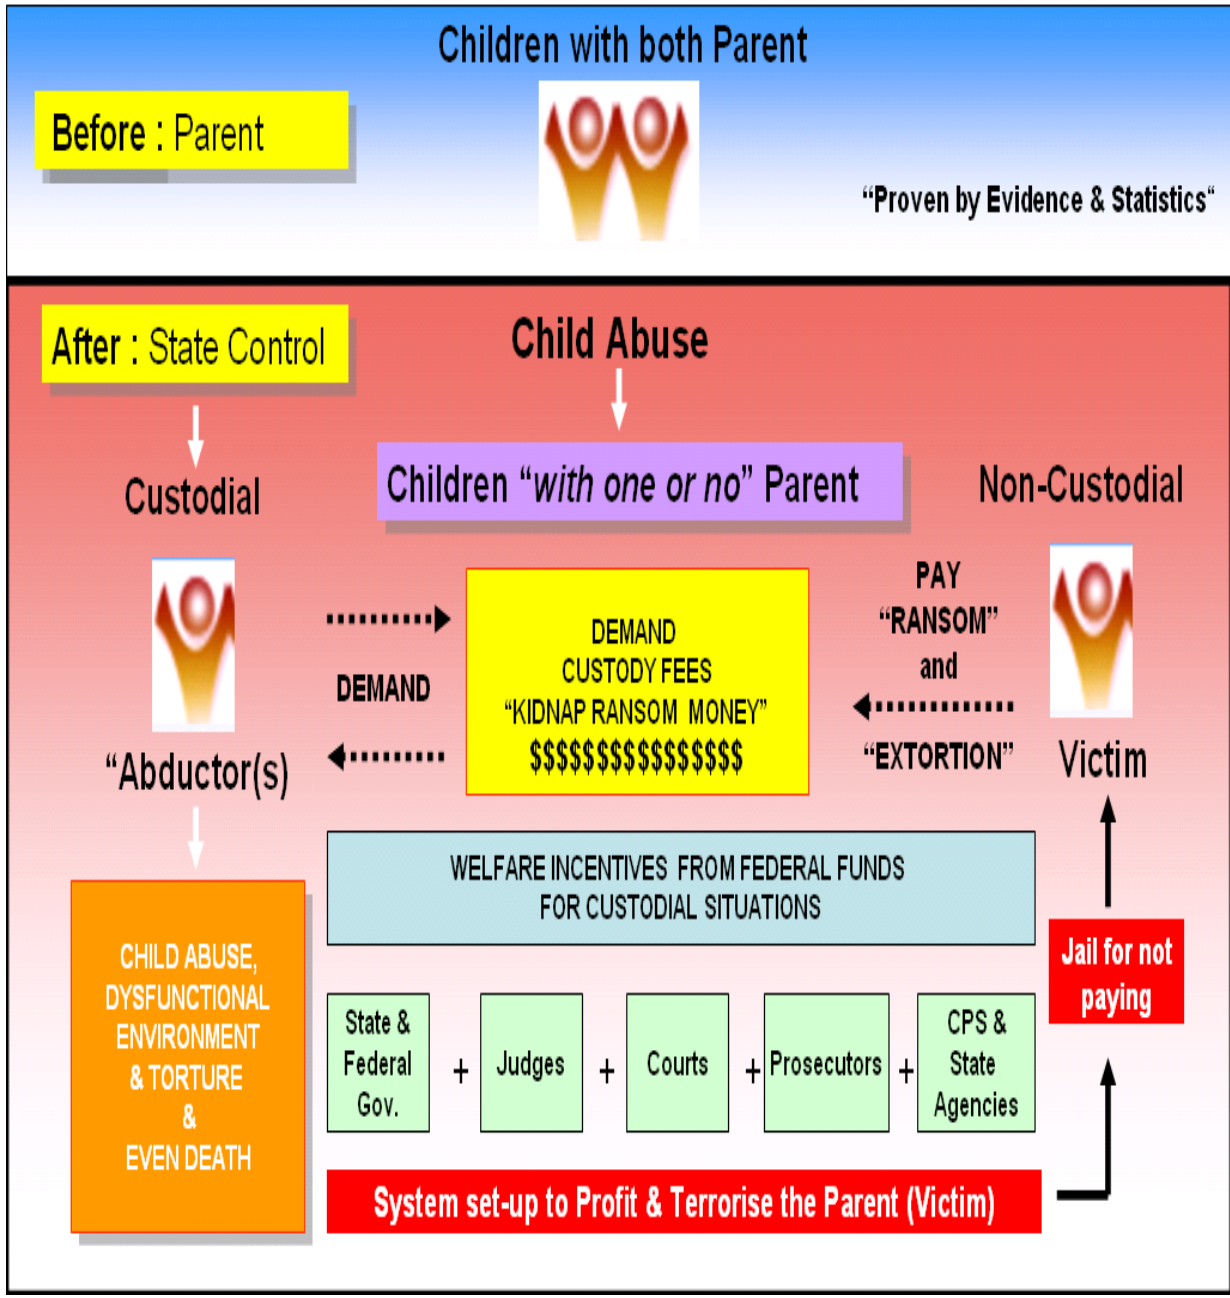 Children with both Parent
Before : Parent
“Proven by Evidence & Statistics“
After : State Control
Child Abuse
Custodial
Children “with one or no” Parent
Non-Custodial
DEMAND
CUSTODY FEES
“KIDNAP RANSOM MONEY”
$$$$$$$$$$$$$$$$
DEMAND
PAY
“RANSOM”
and
“EXTORTION”
“Abductor(s)
Victim
WELFARE INCENTIVES FROM FEDERAL FUNDS
FOR CUSTODIAL SITUATIONS
CHILD ABUSE,
DYSFUNCTIONAL
ENVIRONMENT
& TORTURE
&
EVEN DEATH
Jail for not
paying
State &
Federal
Gov.
+
Judges
+
Courts
+
Prosecutors
+
CPS &
State
Agencies
System set-up to Profit & Terrorise the Parent (Victim)